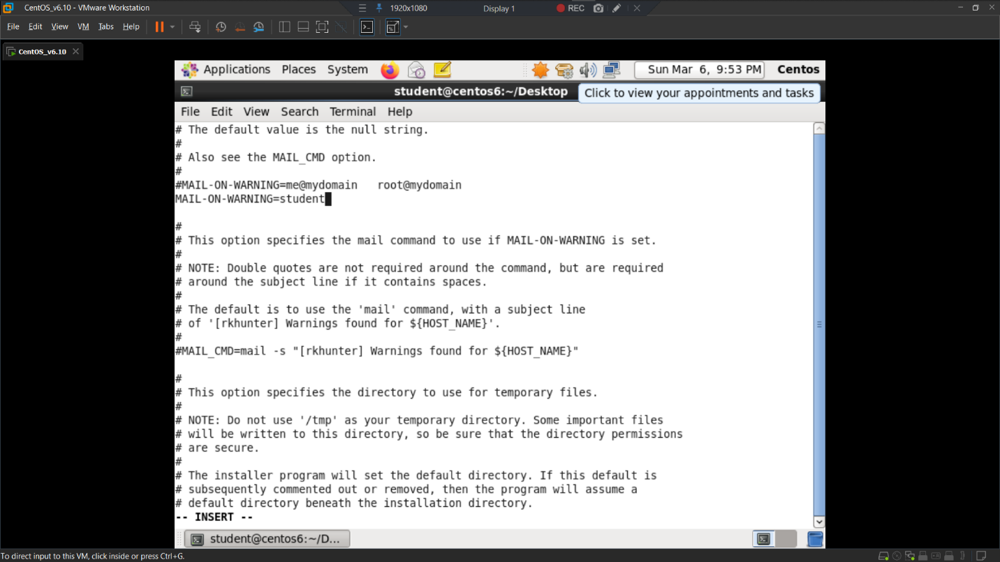 CentOS_v6.10 - VMware Workstation
1920x1080
Display 1
REC
File Edit View VM Tabs Help
CentOS_v6.10
Applications Places System
Sun Mar 6, 9:53 PM
Centos
student@centos6:~/Desktop
Click to view your appointments and tasks
File Edit View Search Terminal Help
# The default value is the null string.
#
# Also see the MAIL_CMD option.
#
#MAIL-ON-WARNING=me@mydomain   root@mydomain
MAIL-ON-WARNING=student
#
# This option specifies the mail command to use if MAIL-ON-WARNING is set.
#
# NOTE: Double quotes are not required around the command, but are required
# around the subject line if it contains spaces.
#
# The default is to use the 'mail' command, with a subject line
# of '[rkhunter] Warnings found for ${HOST_NAME}'.
#
#MAIL_CMD=mail -s "[rkhunter] Warnings found for ${HOST_NAME}"
#
# This option specifies the directory to use for temporary files.
#
# NOTE: Do not use '/tmp' as your temporary directory. Some important files
# will be written to this directory, so be sure that the directory permissions
# are secure.
#
# The installer program will set the default directory. If this default is
# subsequently commented out or removed, then the program will assume a
# default directory beneath the installation directory.
-- INSERT --
student@centos6:~/D...
To direct input to this VM, click inside or press Ctrl+G.